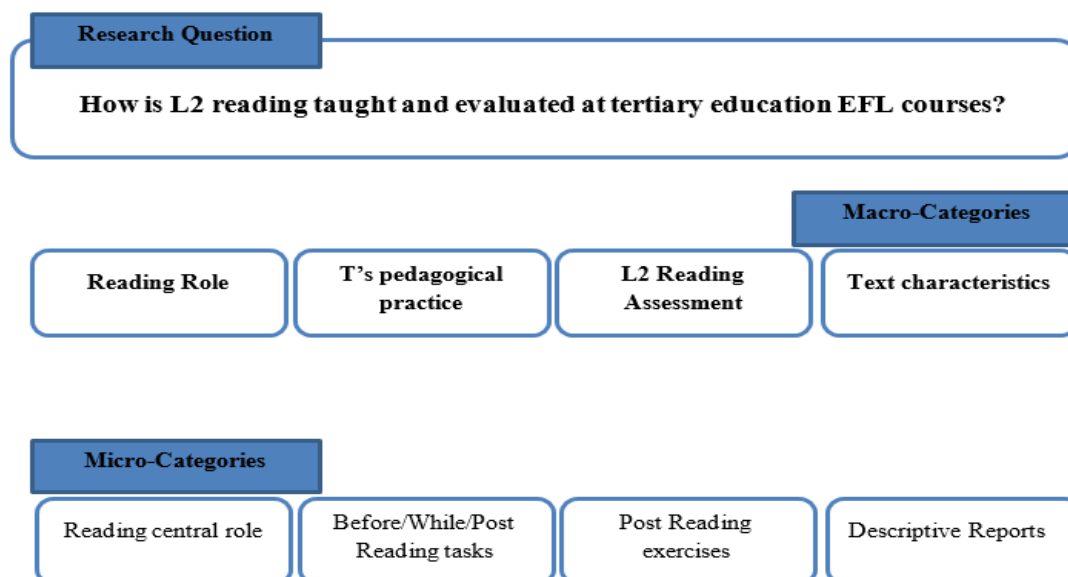 Research Question
How is L2 reading taught and evaluated at tertiary education EFL courses?
Macro-Categories
Reading Role
T’s pedagogical
practice
L2 Reading
Assessment
Text characteristics
Micro-Categories
Reading central role
Before/While/Post
Reading tasks
Post Reading
exercises
Descriptive Reports